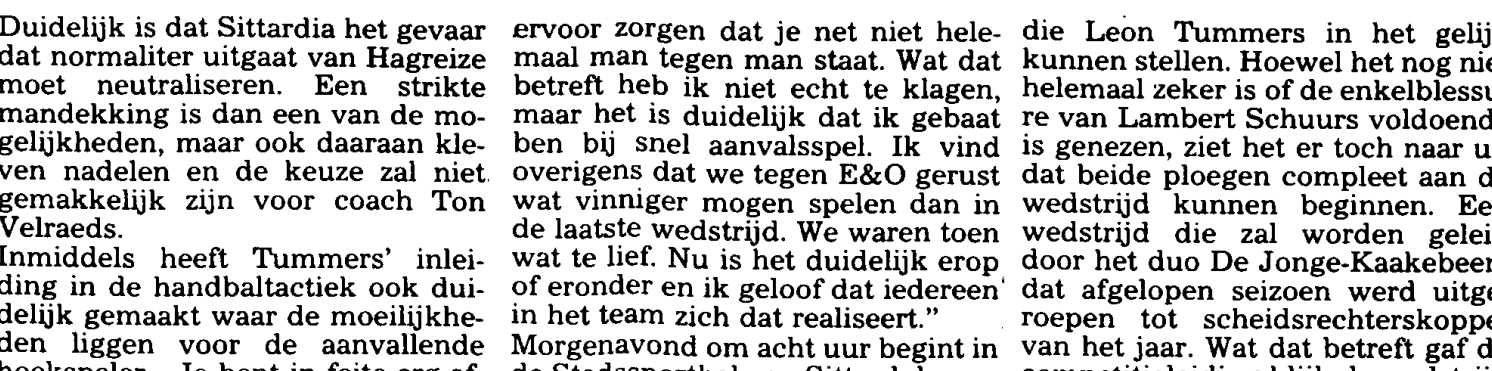 Duidelijk is dat Sittardia het gevaar
dat normaliter uitgaat van Hagreize
moet neutraliseren. Een strikte
mandekking is dan een van de mo-
gelijkheden, maar ook daaraan kle-
ven nadelen en de keuze zal niet
gemakkelijk zijn voor coach Ton
Velraeds.
Inmiddels heeft Tummers' inlei-
ding in de handbaltactiek ook dui-
delijk gemaakt waar de moeilijkhe-
den liggen voor de aanvallende
ervoor zorgen dat je net niet hele-
maal man tegen man staat. Wat dat
betreft heb ik niet echt te klagen,
maar het is duidelijk dat ik gebaat
ben bij snel aanvalsspel. Ik vind
overigens dat we tegen E&O gerust
wat vinniger mogen spelen dan in
de laatste wedstrijd. We waren toen
wat te lief. Nu is het duidelijk erop
of eronder en ik geloof dat iedereen
in het team zich dat realiseert."
Morgenavond om acht uur begint in
die Leon Tummers in het gelij
kunnen stellen. Hoewel het nog nie
helemaal zeker is of de enkelblessu
re van Lambert Schuurs voldoend
is genezen, ziet het er toch naar u
dat beide ploegen compleet aan d
wedstrijd kunnen beginnen. Ee
wedstrijd die zal worden gelei
door het duo De Jonge-Kaakebeer
dat afgelopen seizoen werd uitge
roepen tot scheidsrechterskoppe
van het jaar. Wat dat betreft gaf d